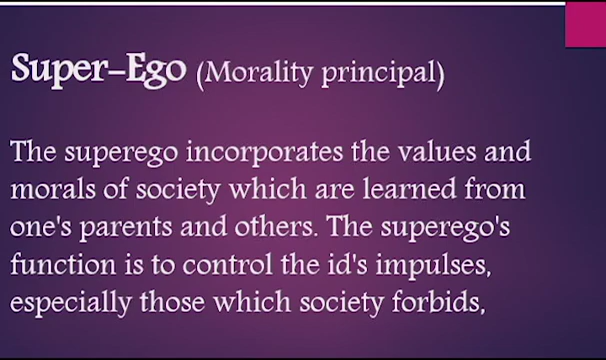 Super-Ego (Morality principal)
The superego incorporates the values and
morals of society which are learned from
one's parents and others. The superego's
function is to control the id's impulses,
especially those which society forbids,